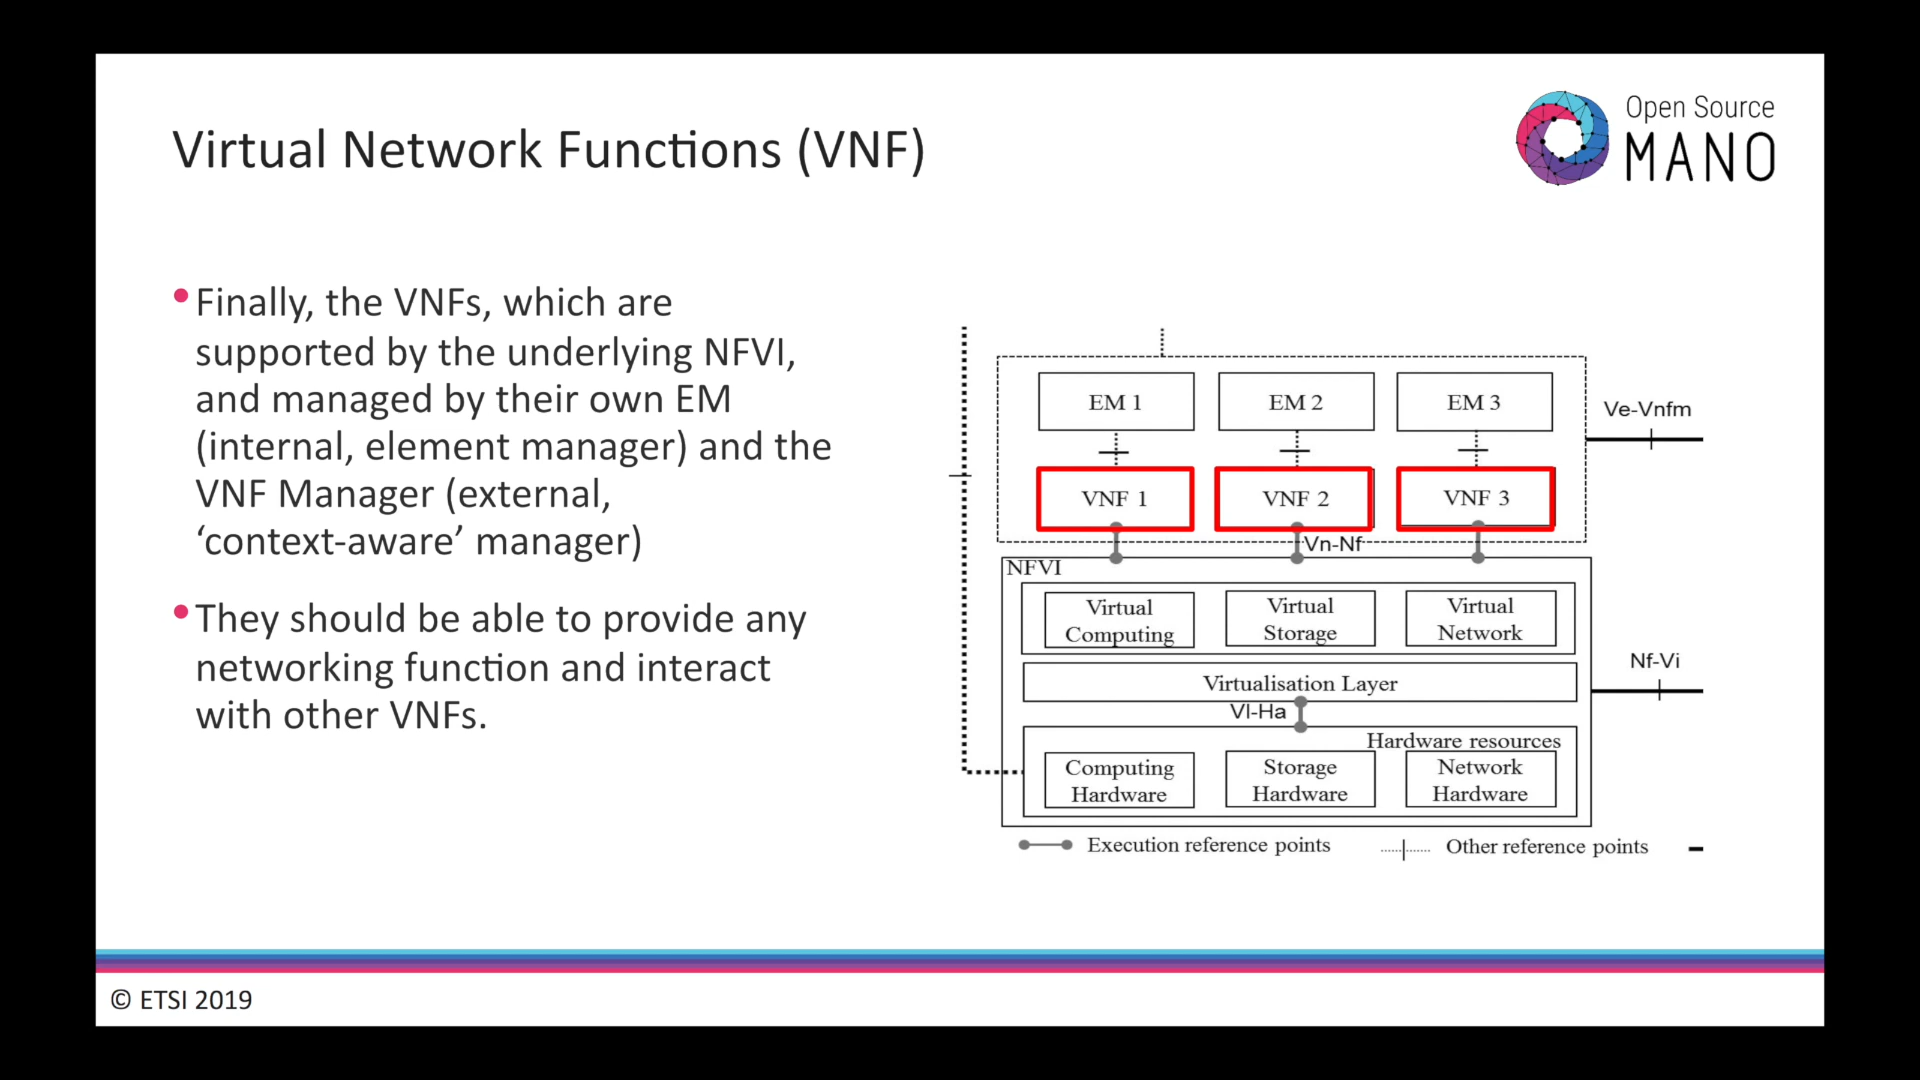 Virtual Network Functions (VNF)
Open Source
MANO
•Finally, the VNFs, which are
supported by the underlying NFVI,
and managed by their own EM
(internal, element manager) and the
VNF Manager (external,
‘context-aware’ manager)
•They should be able to provide any
networking function and interact
with other VNFs.
EM 1
EM 2
EM 3
Ve-Vnfm
VNF 1
VNF 2
VNF 3
Vn-Nf
NFVI
Virtual
Computing
Virtual
Storage
Virtual
Network
Nf-Vi
Virtualisation Layer
VI-Ha
Hardware resources
Computing
Hardware
Storage
Hardware
Network
Hardware
Execution reference points
Other reference points
© ETSI 2019